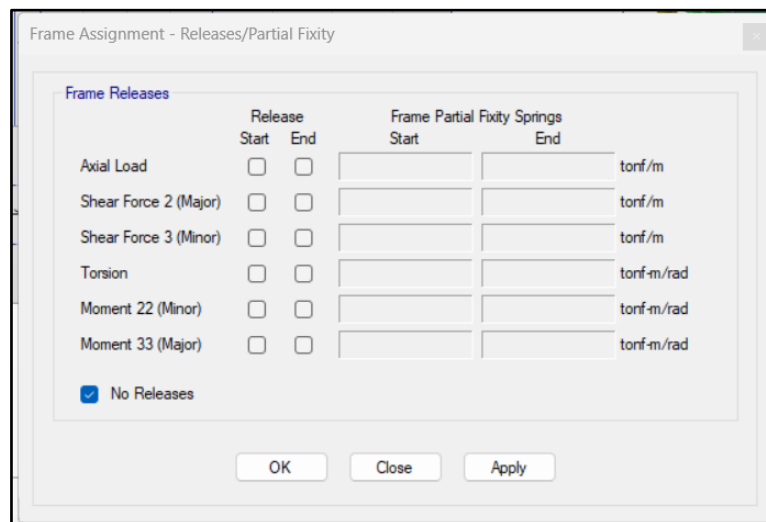 Frame Assignment - Releases/Partial Fixity
Frame Releases
Release Frame Partial Fixity Springs
Start End Start End
Axial Load tonf/m
Shear Force 2 (Major) tonf/m
Shear Force 3 (Minor) tonf/m
Torsion tonf-m/rad
Moment 22 (Minor) tonf-m/rad
Moment 33 (Major) tonf-m/rad
No Releases
OK Close Apply